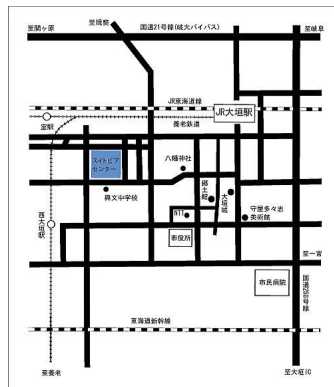 至関ヶ原
至揖斐
国道21号線(岐大バイパス)
至岐阜
JR東海道線
JR大垣駅
養老鉄道
室駅
スイトピア
センター
八幡神社
興文中学校
郷土館
大垣城
守屋多々志
美術館
NTT
西大垣駅
市役所
至一宮
市民病院
国道258号線
東海道新幹線
至養老
至大垣IC